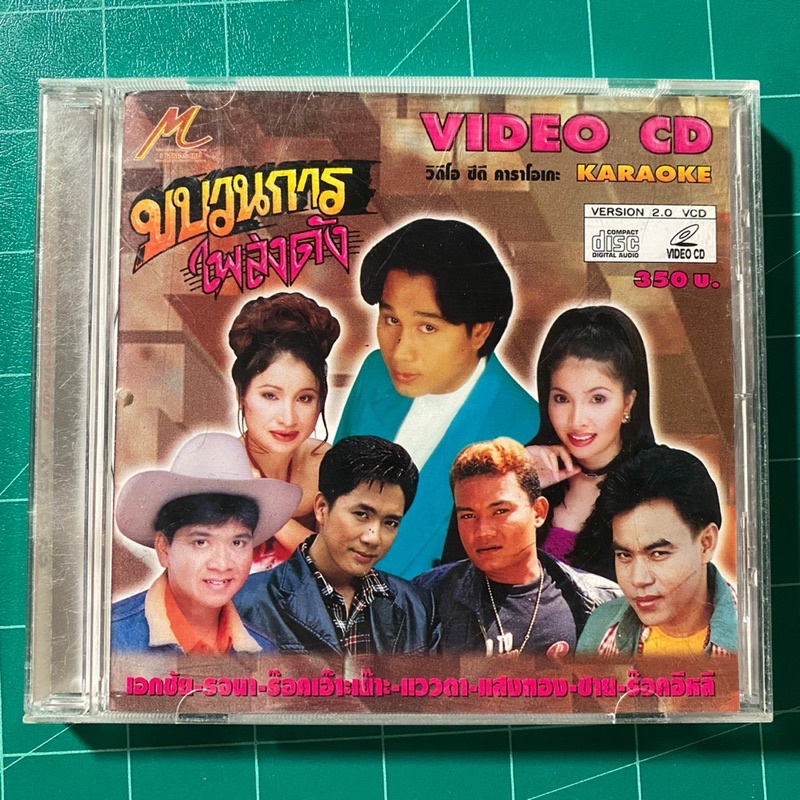 M
VIDEO CD
วิดีโอ ซีดี คาราโอเกะ KARAOKE
ขบวนการ
เพลงดัง
VERSION 2.0 VCD
COMPACT
disc
DIGITAL AUDIO
VIDEO CD
350 บ.
เอกชัย-รจนา-ร๊อคเอ๊าะเน๊าะ-แววตา-แสงทอง-ชาย-ร๊อคอีหลี